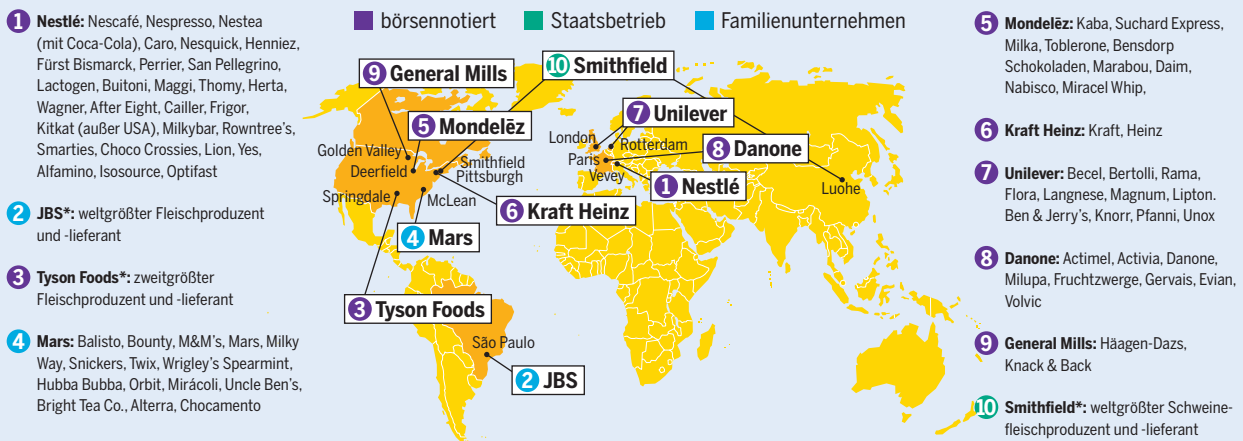 1 Nestlé: Nescafé, Nespresso, Nestea
(mit Coca-Cola), Caro, Nesquick, Henniez,
Fürst Bismarck, Perrier, San Pellegrino,
Lactogen, Buitoni, Maggi, Thomy, Herta,
Wagner, After Eight, Cailler, Frigor,
Kitkat (außer USA), Milkybar, Rowntree's,
Smarties, Choco Crossies, Lion, Yes,
Alfamino, Isosource, Optifast
2 JBS*: weltgrößter Fleischproduzent
und -lieferant
3 Tyson Foods*: zweitgrößter
Fleischproduzent und -lieferant
4 Mars: Balisto, Bounty, M&M's, Mars, Milky
Way, Snickers, Twix, Wrigley's Spearmint,
Hubba Bubba, Orbit, Mirácoli, Uncle Ben's,
Bright Tea Co., Alterra, Chocamento
börsennotiert
Staatsbetrieb
Familienunternehmen
9 General Mills
10 Smithfield
5 Mondelēz
7 Unilever
8 Danone
1 Nestlé
6 Kraft Heinz
4 Mars
3 Tyson Foods
2 JBS
Golden Valley
Deerfield
Springdale
Smithfield
Pittsburgh
McLean
London
Rotterdam
Paris
Vevey
Luohe
São Paulo
5 Mondelēz: Kaba, Suchard Express,
Milka, Toblerone, Bensdorp
Schokoladen, Marabou, Daim,
Nabisco, Miracel Whip,
6 Kraft Heinz: Kraft, Heinz
7 Unilever: Becel, Bertolli, Rama,
Flora, Langnese, Magnum, Lipton.
Ben & Jerry's, Knorr, Pfanni, Unox
8 Danone: Actimel, Activia, Danone,
Milupa, Fruchtzwerge, Gervais, Evian,
Volvic
9 General Mills: Häagen-Dazs,
Knack & Back
10 Smithfield*: weltgrößter Schweine-
fleischproduzent und -lieferant